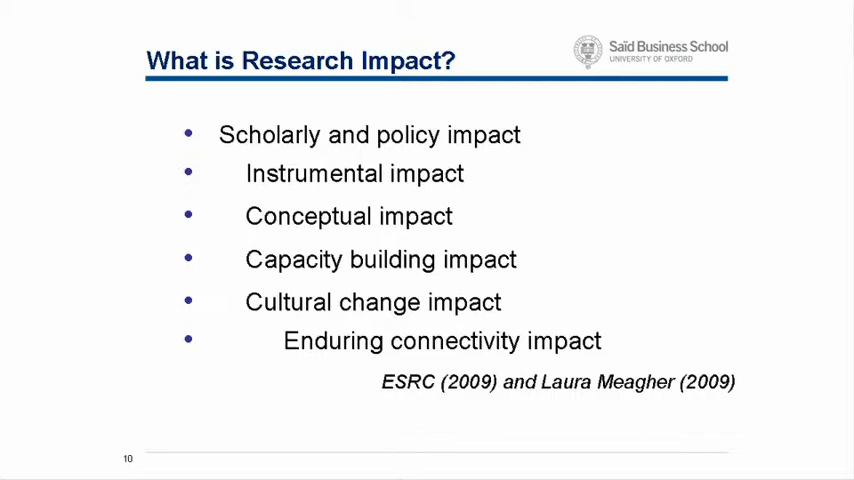 What is Research Impact?
Saïd Business School
UNIVERSITY OF OXFORD
• Scholarly and policy impact
• Instrumental impact
• Conceptual impact
• Capacity building impact
• Cultural change impact
• Enduring connectivity impact
ESRC (2009) and Laura Meagher (2009)
10